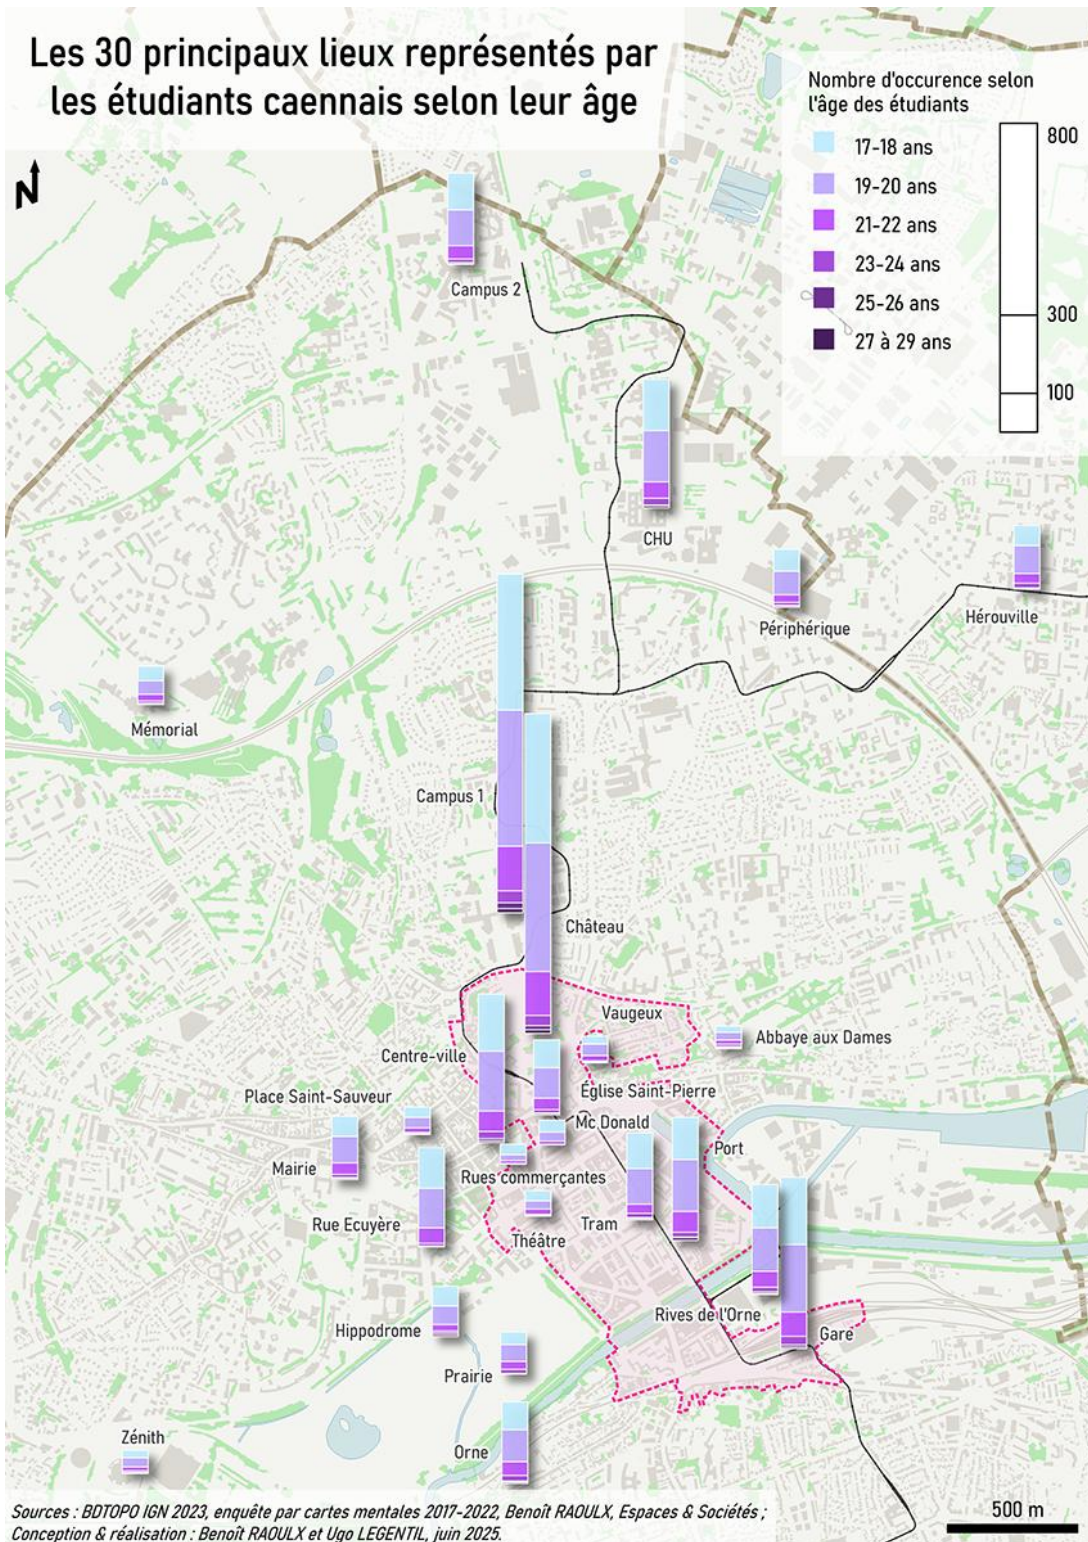 Les 30 principaux lieux représentés par
les étudiants caennais selon leur âge
N
Nombre d'occurence selon
l'âge des étudiants
17-18 ans
19-20 ans
21-22 ans
23-24 ans
25-26 ans
27 à 29 ans
800
300
100
Campus 2
CHU
Périphérique
Hérouville
Mémorial
Campus 1
Château
Vaugeux
Abbaye aux Dames
Centre-ville
Église Saint-Pierre
Place Saint-Sauveur
Mc Donald
Port
Mairie
Rues commerçantes
Rue Ecuyère
Tram
Théâtre
Rives de l'Orne
Hippodrome
Gare
Prairie
Zénith
Orne
500 m
Sources : BDTOPO IGN 2023, enquête par cartes mentales 2017-2022, Benoît RAOULX, Espaces & Sociétés ;
Conception & réalisation : Benoît RAOULX et Ugo LEGENTIL, juin 2025.